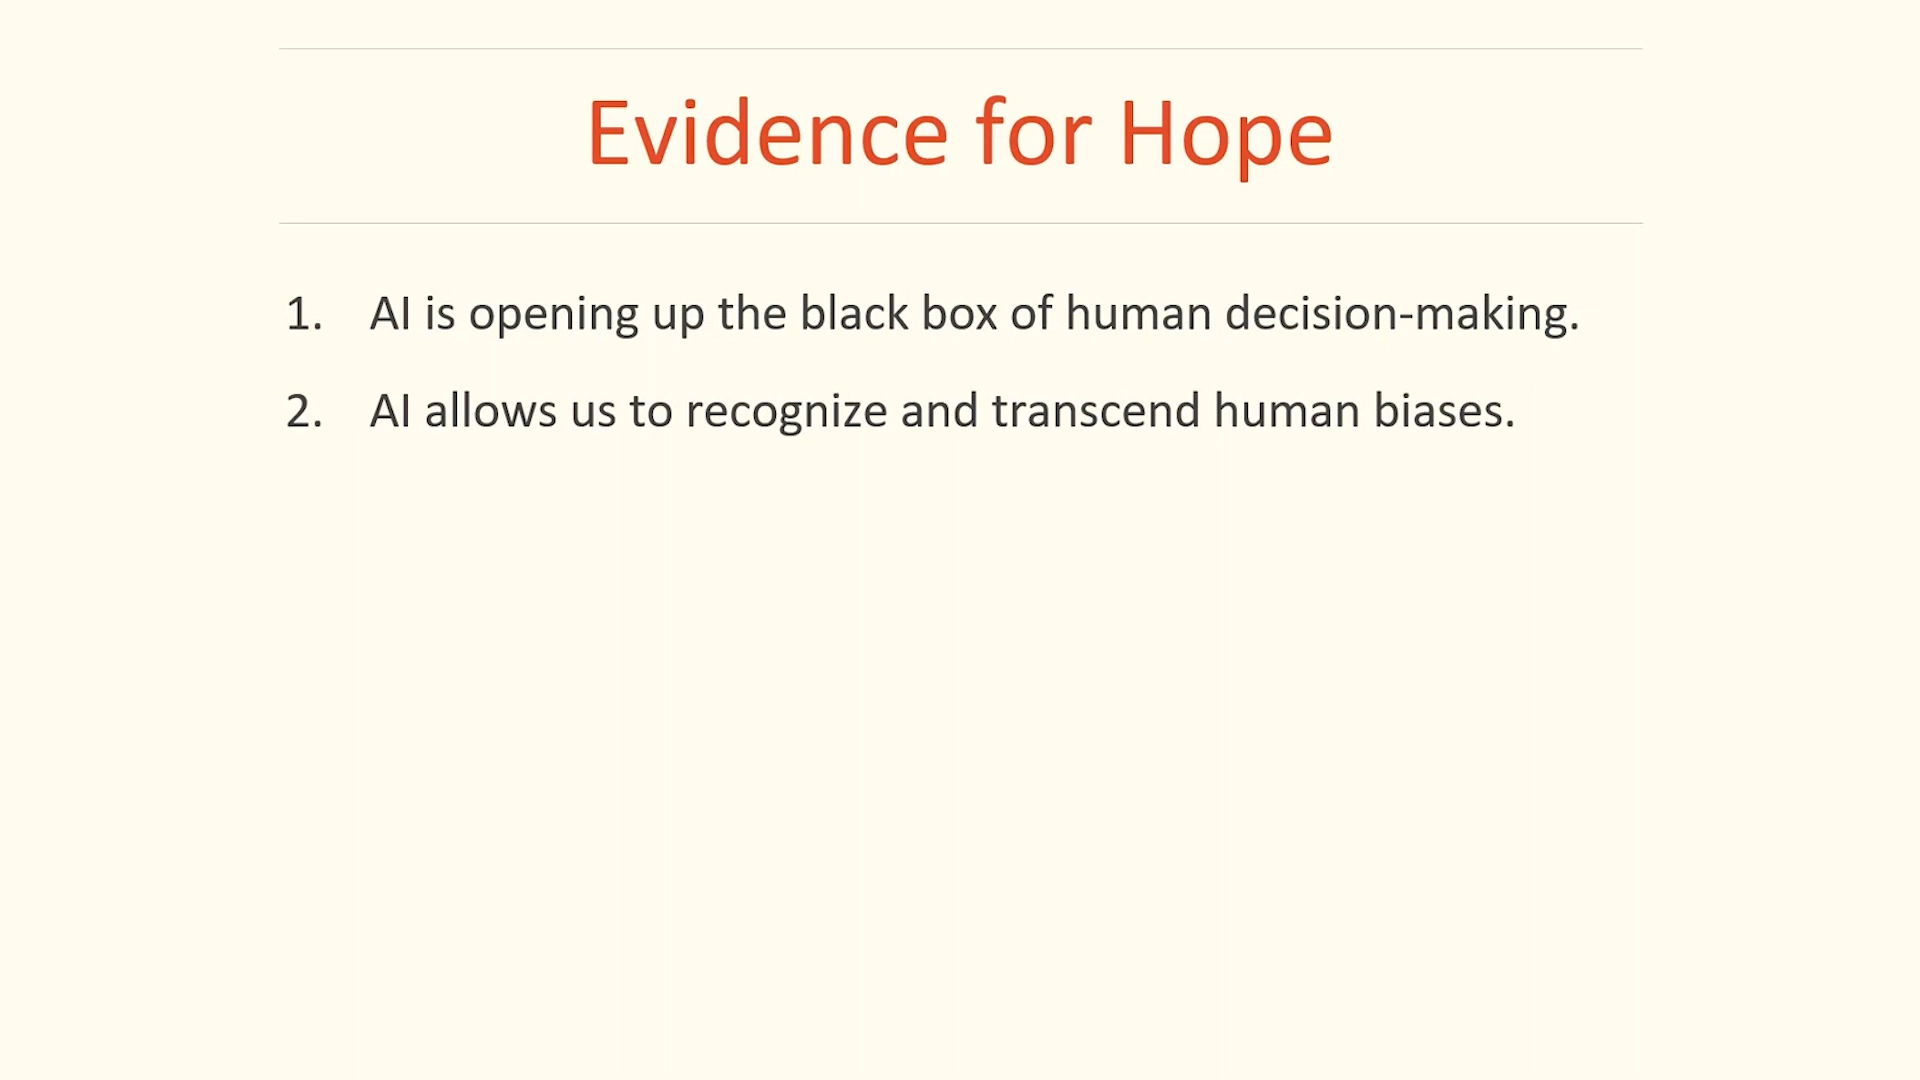 Evidence for Hope
1. AI is opening up the black box of human decision-making.
2. AI allows us to recognize and transcend human biases.